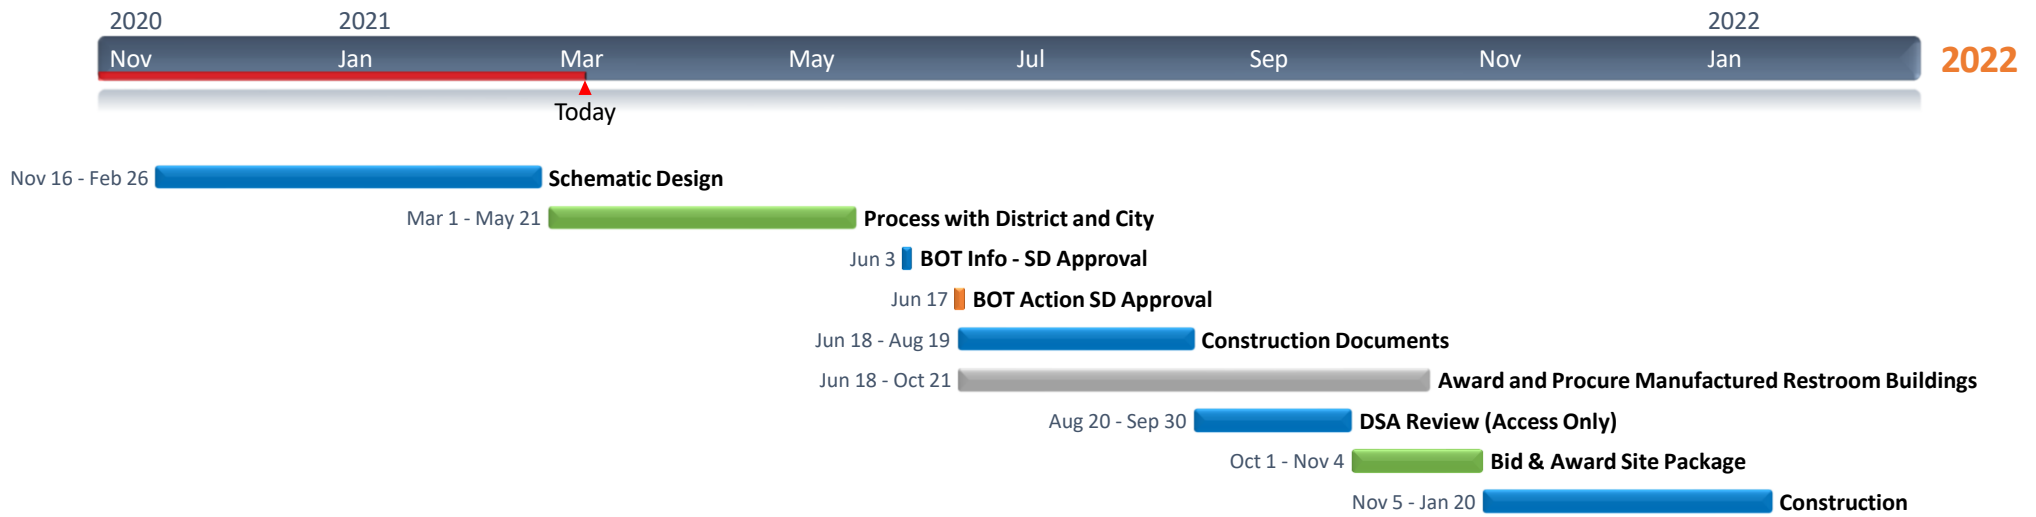 2020 2021 2022
Nov Jan Mar May Jul Sep Nov Jan 2022
Today
Nov 16 - Feb 26 Schematic Design
Mar 1 - May 21 Process with District and City
Jun 3 BOT Info - SD Approval
Jun 17 BOT Action SD Approval
Jun 18 - Aug 19 Construction Documents
Jun 18 - Oct 21 Award and Procure Manufactured Restroom Buildings
Aug 20 - Sep 30 DSA Review (Access Only)
Oct 1 - Nov 4 Bid & Award Site Package
Nov 5 - Jan 20 Construction